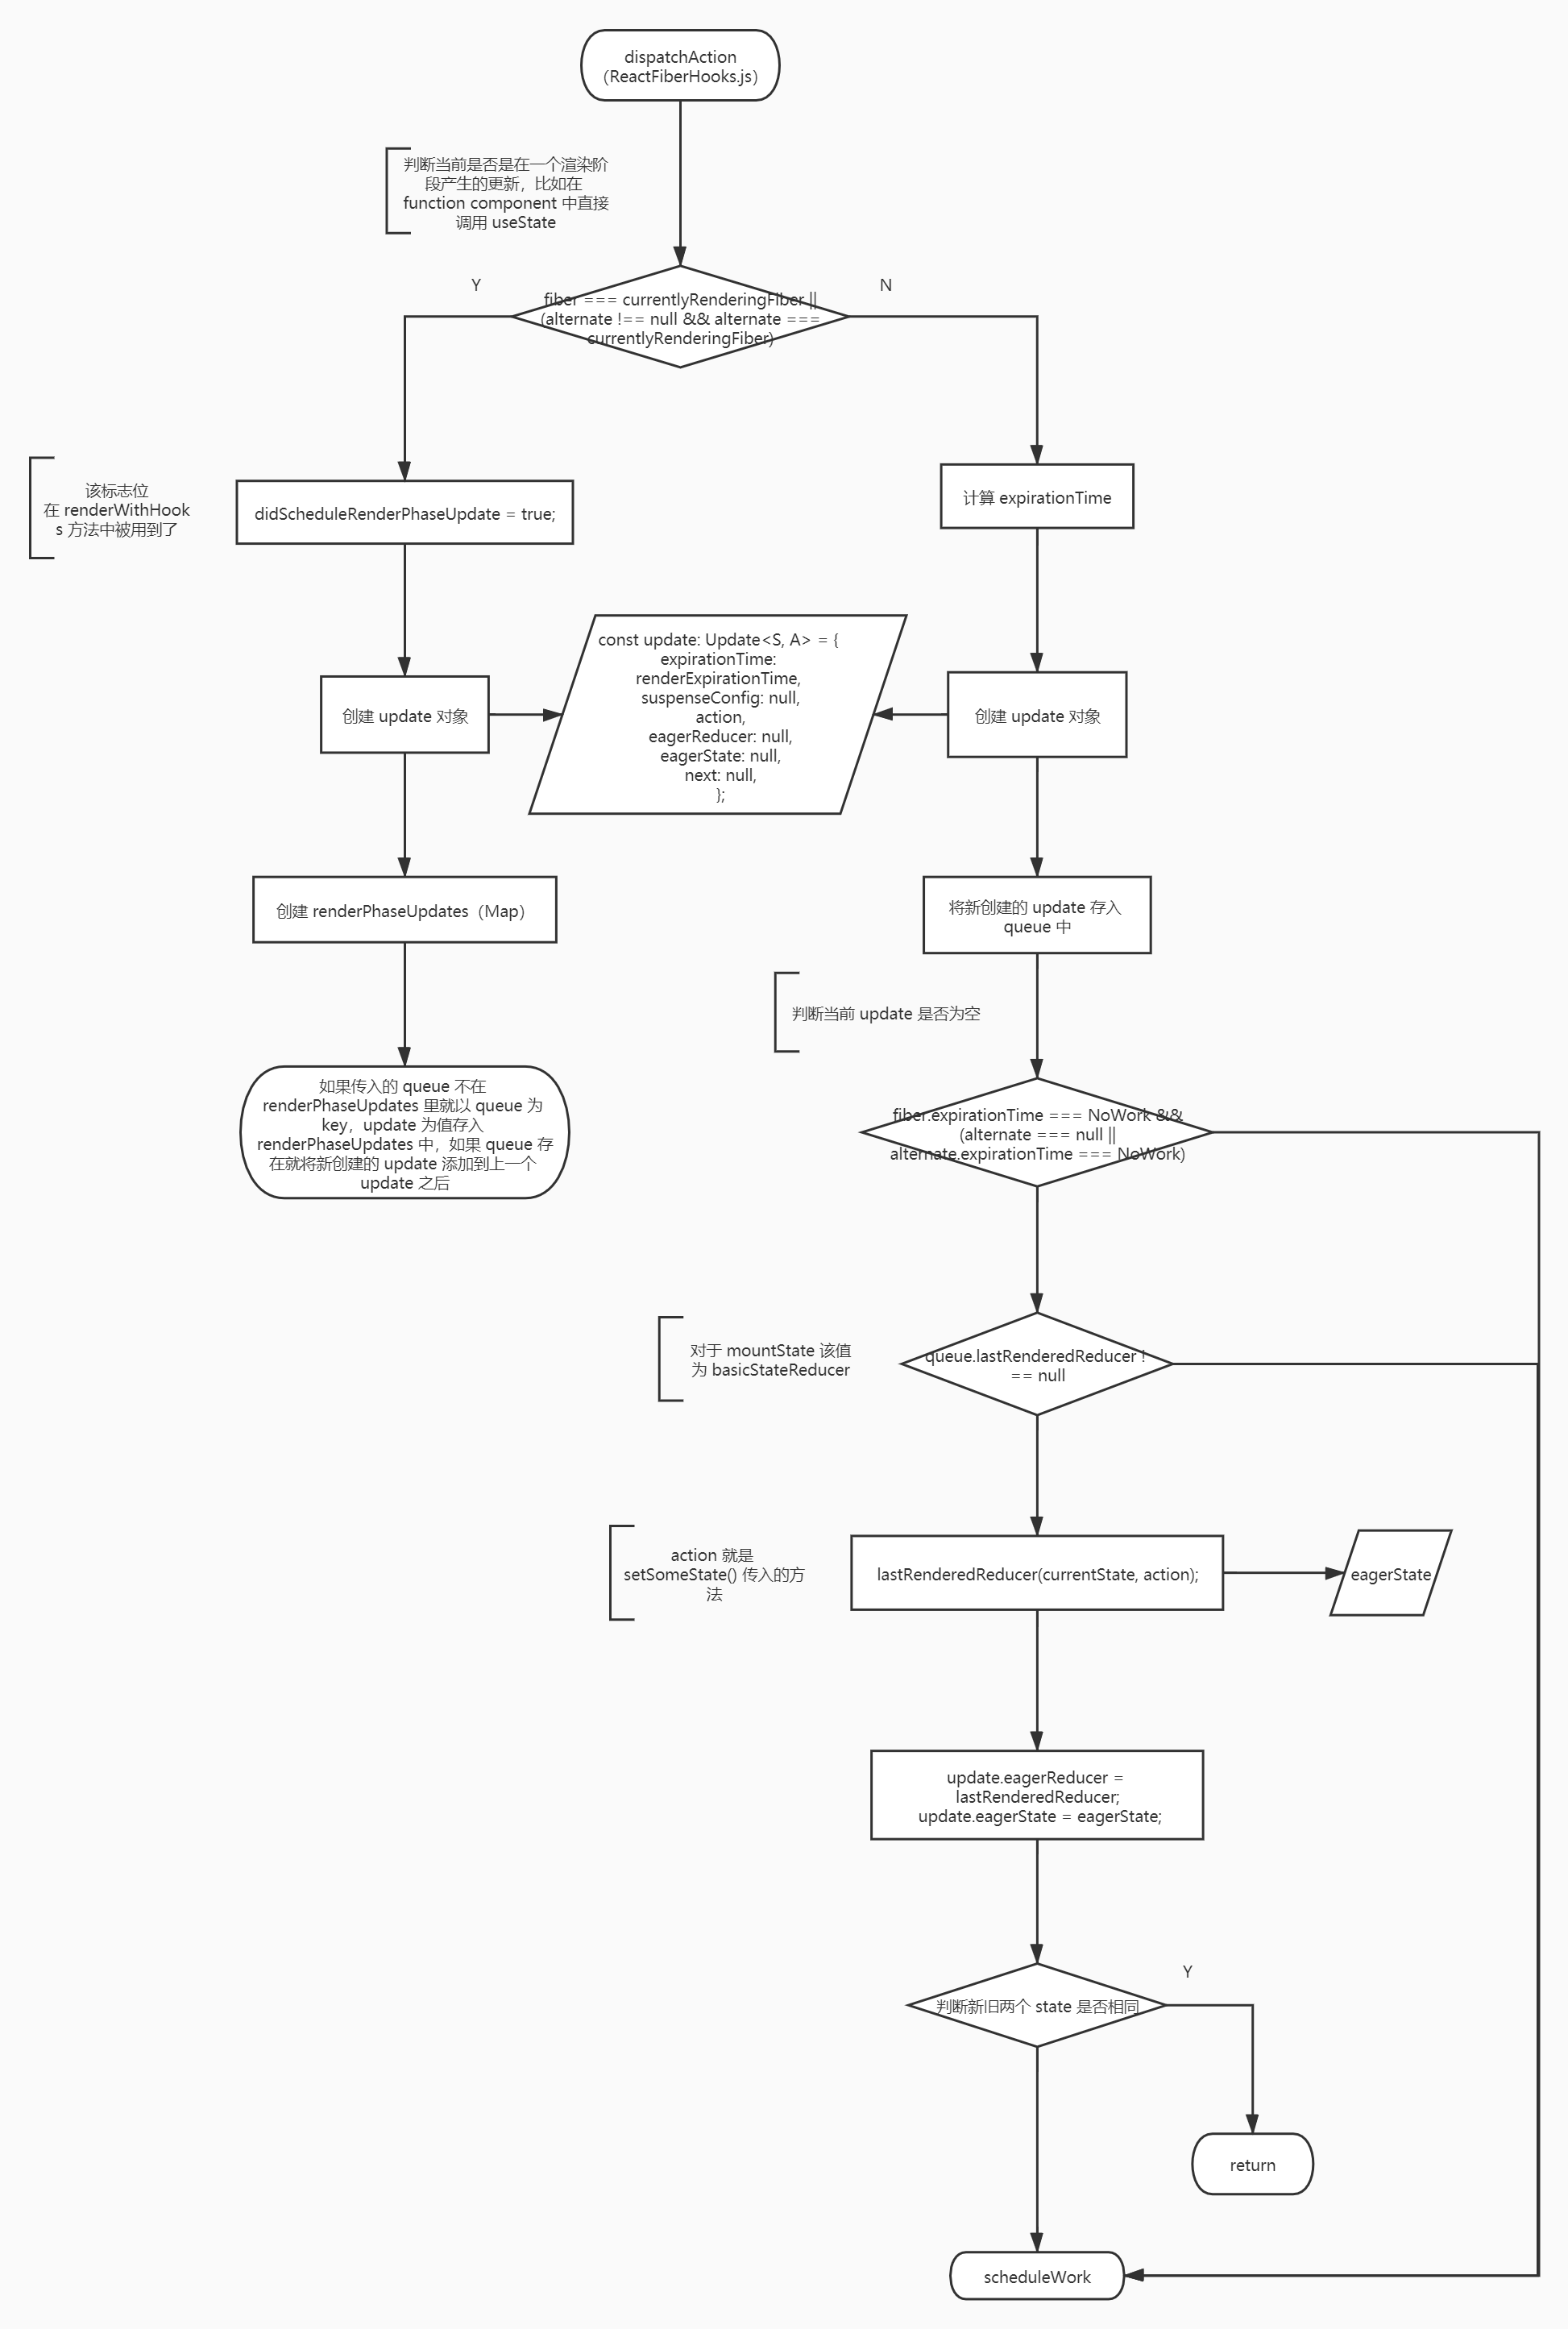 dispatchAction
（ReactFiberHooks.js）
判断当前是否是在一个渲染阶
段产生的更新，比如在
function component 中直接
调用 useState
Y
N
fiber === currentlyRenderingFiber ||
(alternate !== null && alternate ===
currentlyRenderingFiber)
该标志位
在 renderWithHook
s 方法中被用到了
didScheduleRenderPhaseUpdate = true;
计算 expirationTime
创建 update 对象
const update: Update<S, A> = {
expirationTime:
renderExpirationTime,
suspenseConfig: null,
action,
eagerReducer: null,
eagerState: null,
next: null,
};
创建 update 对象
创建 renderPhaseUpdates（Map）
将新创建的 update 存入
queue 中
判断当前 update 是否为空
如果传入的 queue 不在
renderPhaseUpdates 里就以 queue 为
key，update 为值存入
renderPhaseUpdates 中，如果 queue 存
在就将新创建的 update 添加到上一个
update 之后
fiber.expirationTime === NoWork &&
(alternate === null ||
alternate.expirationTime === NoWork)
对于 mountState 该值
为 basicStateReducer
queue.lastRenderedReducer !
== null
action 就是
setSomeState() 传入的方
法
lastRenderedReducer(currentState, action);
eagerState
update.eagerReducer =
lastRenderedReducer;
update.eagerState = eagerState;
Y
判断新旧两个 state 是否相同
return
scheduleWork